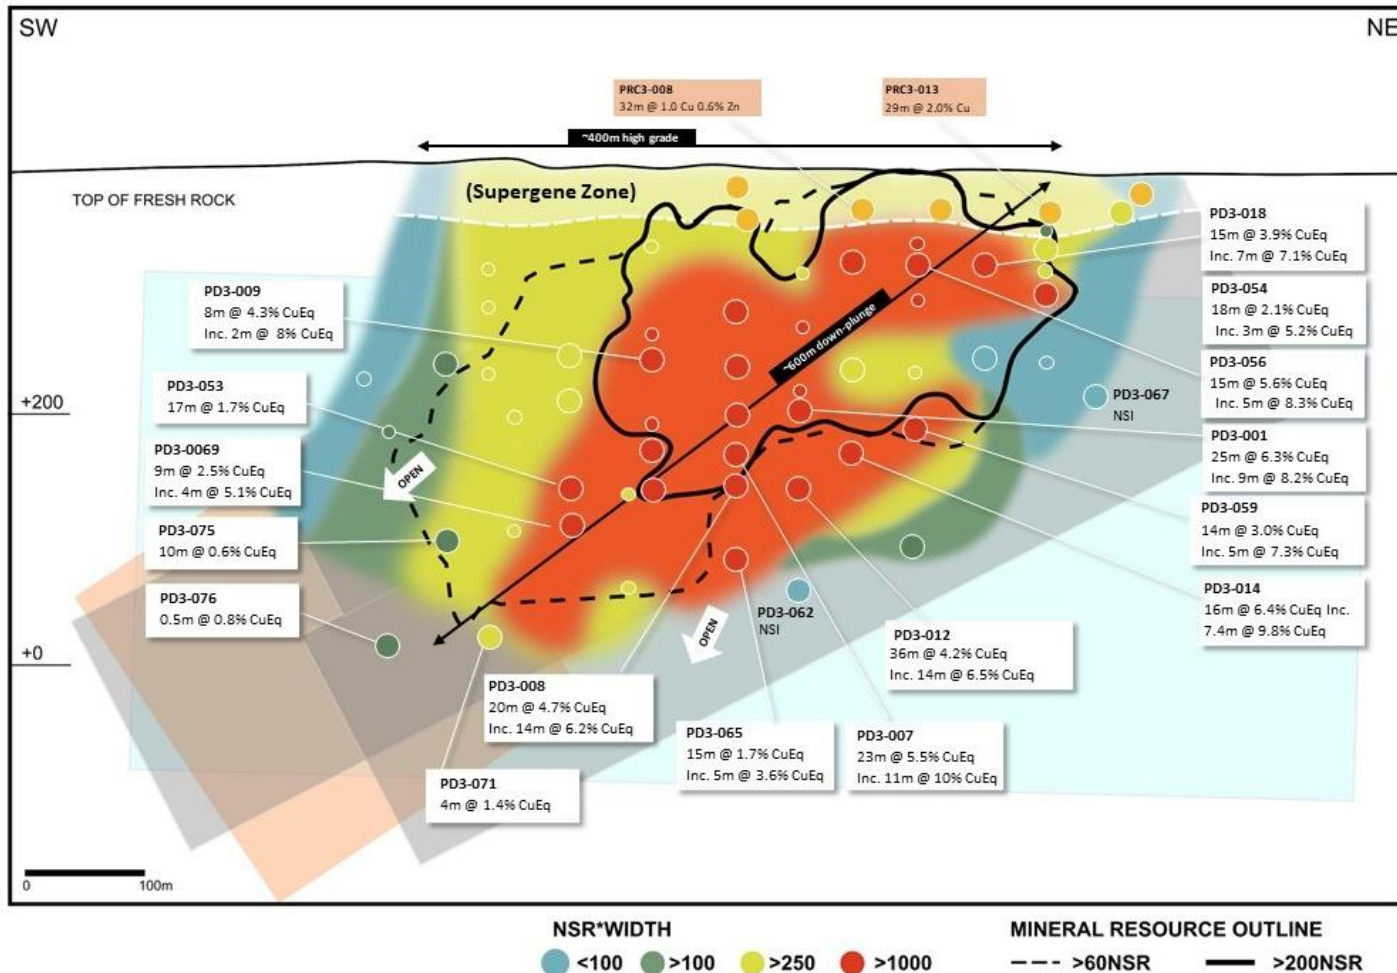 SW
NE
PRC3-008
32m @ 1.0 Cu 0.6% Zn
PRC3-013
29m @ 2.0% Cu
~400m high grade
(Supergene Zone)
TOP OF FRESH ROCK
PD3-018
15m @ 3.9% CuEq
Inc. 7m @ 7.1% CuEq
PD3-009
8m @ 4.3% CuEq
Inc. 2m @ 8% CuEq
PD3-054
18m @ 2.1% CuEq
Inc. 3m @ 5.2% CuEq
~600m down-plunge
PD3-056
15m @ 5.6% CuEq
Inc. 5m @ 8.3% CuEq
PD3-053
17m @ 1.7% CuEq
+200
PD3-067
NSI
PD3-001
25m @ 6.3% CuEq
Inc. 9m @ 8.2% CuEq
PD3-0069
9m @ 2.5% CuEq
Inc. 4m @ 5.1% CuEq
OPEN
PD3-059
14m @ 3.0% CuEq
Inc. 5m @ 7.3% CuEq
PD3-075
10m @ 0.6% CuEq
PD3-014
16m @ 6.4% CuEq Inc.
7.4m @ 9.8% CuEq
PD3-076
0.5m @ 0.8% CuEq
PD3-062
NSI
OPEN
PD3-012
36m @ 4.2% CuEq
Inc. 14m @ 6.5% CuEq
+0
PD3-008
20m @ 4.7% CuEq
Inc. 14m @ 6.2% CuEq
PD3-065
15m @ 1.7% CuEq
Inc. 5m @ 3.6% CuEq
PD3-007
23m @ 5.5% CuEq
Inc. 11m @ 10% CuEq
PD3-071
4m @ 1.4% CuEq
0 100m
NSR*WIDTH
<100 >100 >250 >1000
MINERAL RESOURCE OUTLINE
>60NSR >200NSR